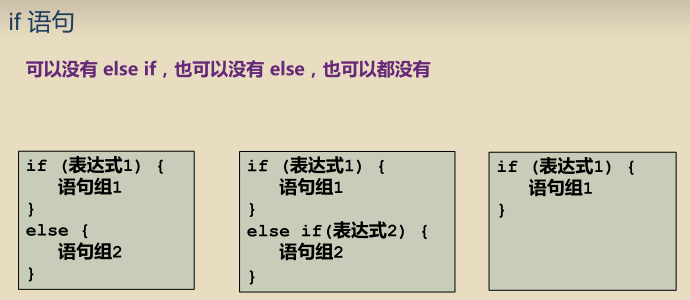 if 语句
可以没有 else if，也可以没有 else，也可以都没有
if (表达式1) {
语句组1
}
else {
语句组2
}
if (表达式1) {
语句组1
}
else if(表达式2) {
语句组2
}
if (表达式1) {
语句组1
}